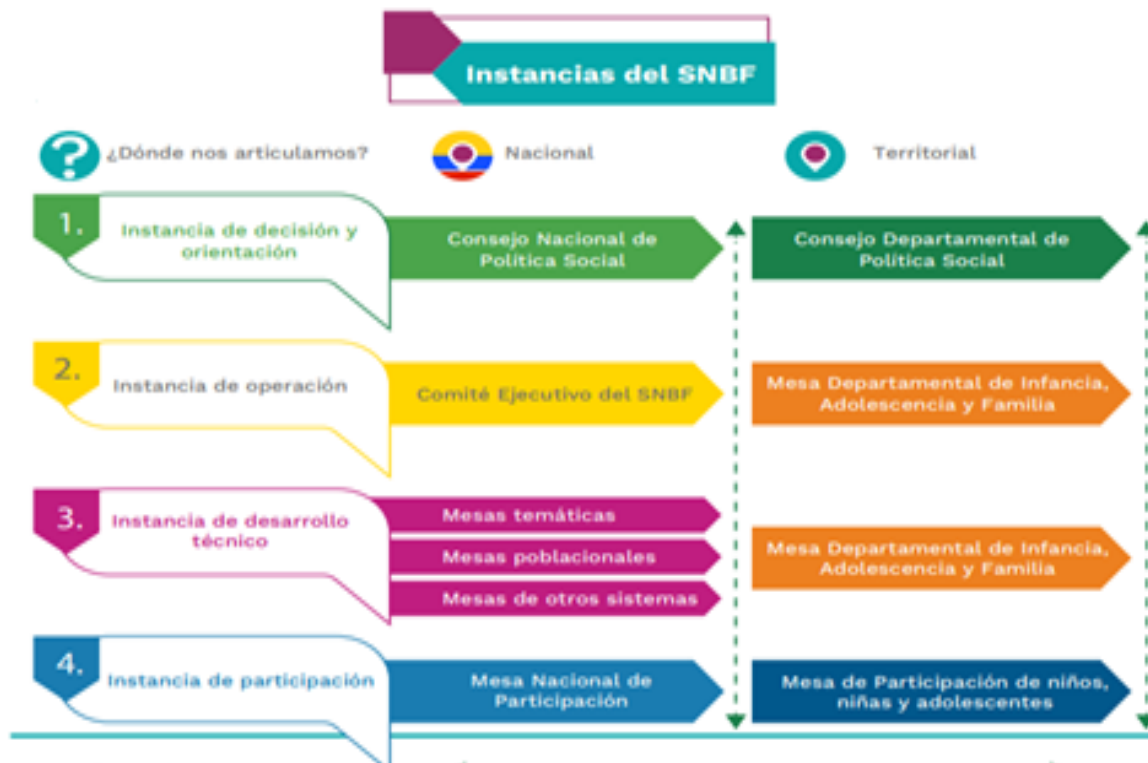 Instancias del SNBF
?
¿Dónde nos articulamos?
Nacional
Territorial
1.
Instancia de decisión y
orientación
Consejo Nacional de
Política Social
Consejo Departamental de
Política Social
2.
Instancia de operación
Comité Ejecutivo del SNBF
Mesa Departamental de Infancia,
Adolescencia y Familia
3.
Instancia de desarrollo
técnico
Mesas temáticas
Mesas poblacionales
Mesas de otros sistemas
Mesa Departamental de Infancia,
Adolescencia y Familia
4.
Instancia de participación
Mesa Nacional de
Participación
Mesa de Participación de niños,
niñas y adolescentes